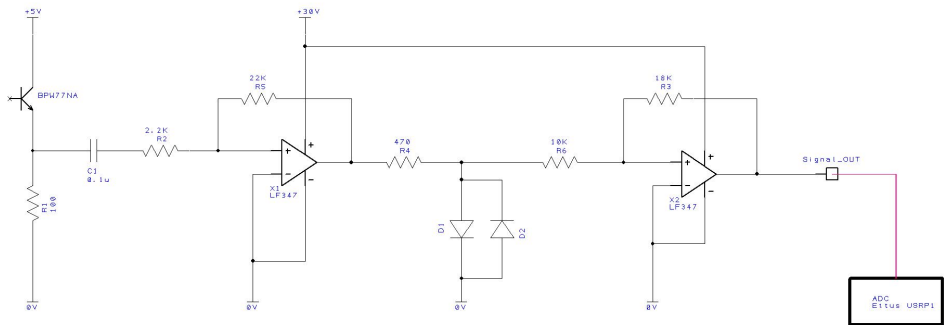 +5V
+30V
BPW77NA
22K
R5
18K
R3
2.2K
R2
470
R4
10K
R6
C1
0.1u
R1
100
+
-
+
-
X1
LF347
+
-
+
-
X2
LF347
Signal_OUT
D1
D2
0V
0V
0V
0V
ADC
Ettus USRP1